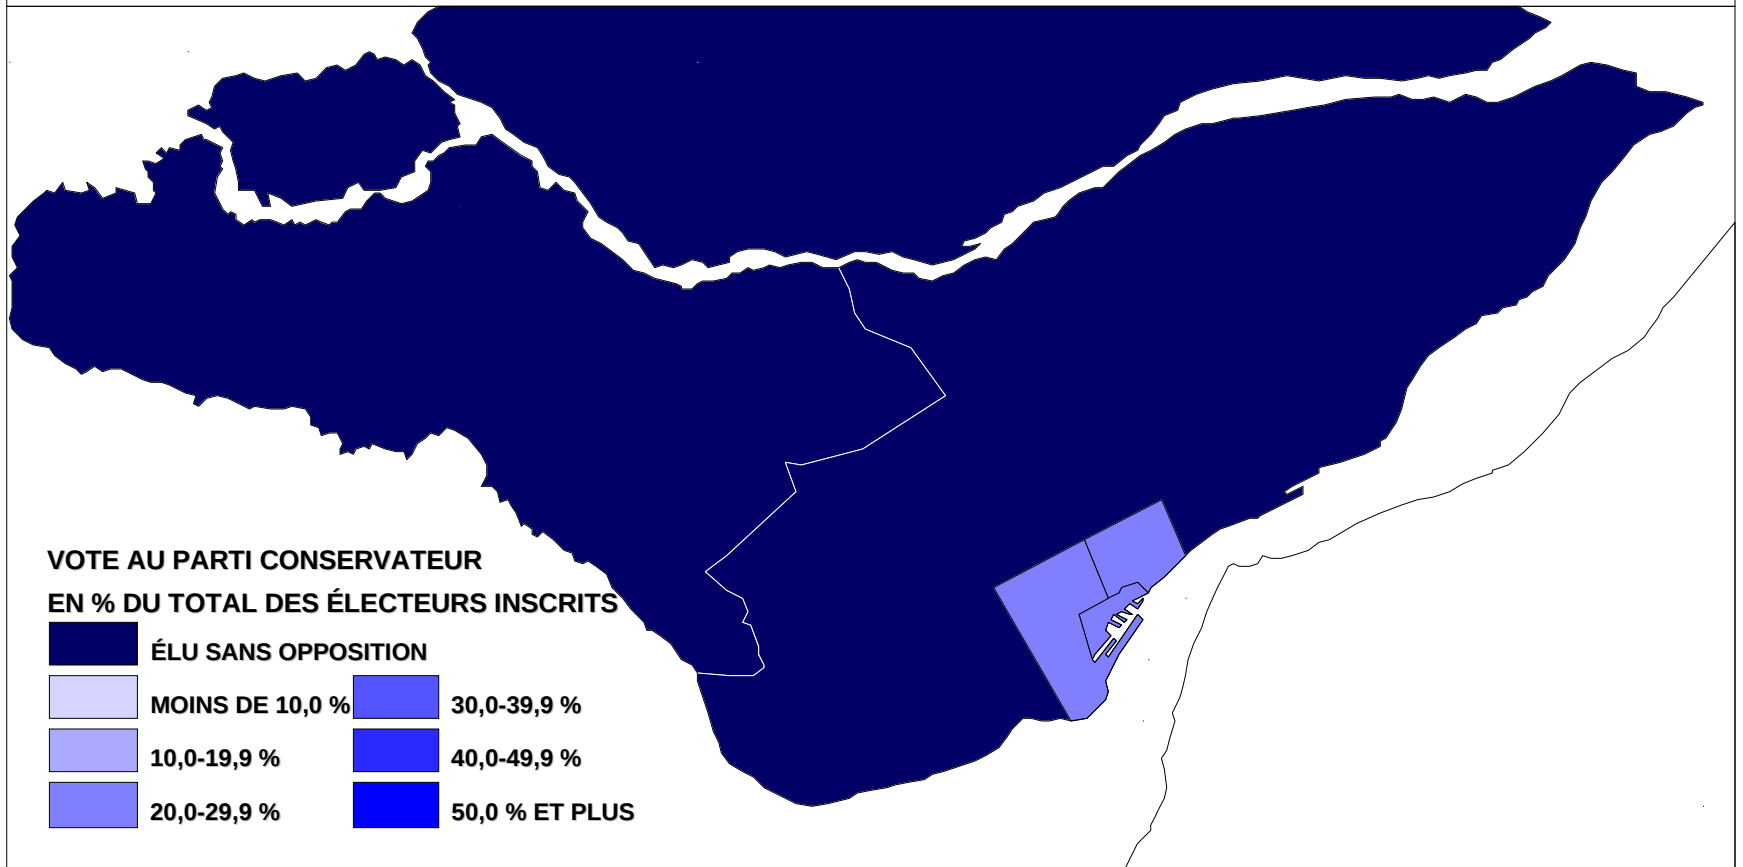 VOTE AU PARTI CONSERVATEUR
EN % DU TOTAL DES ÉLECTEURS INSCRITS
ÉLU SANS OPPOSITION
MOINS DE 10,0 %
30,0-39,9 %
10,0-19,9 %
40,0-49,9 %
20,0-29,9 %
50,0 % ET PLUS